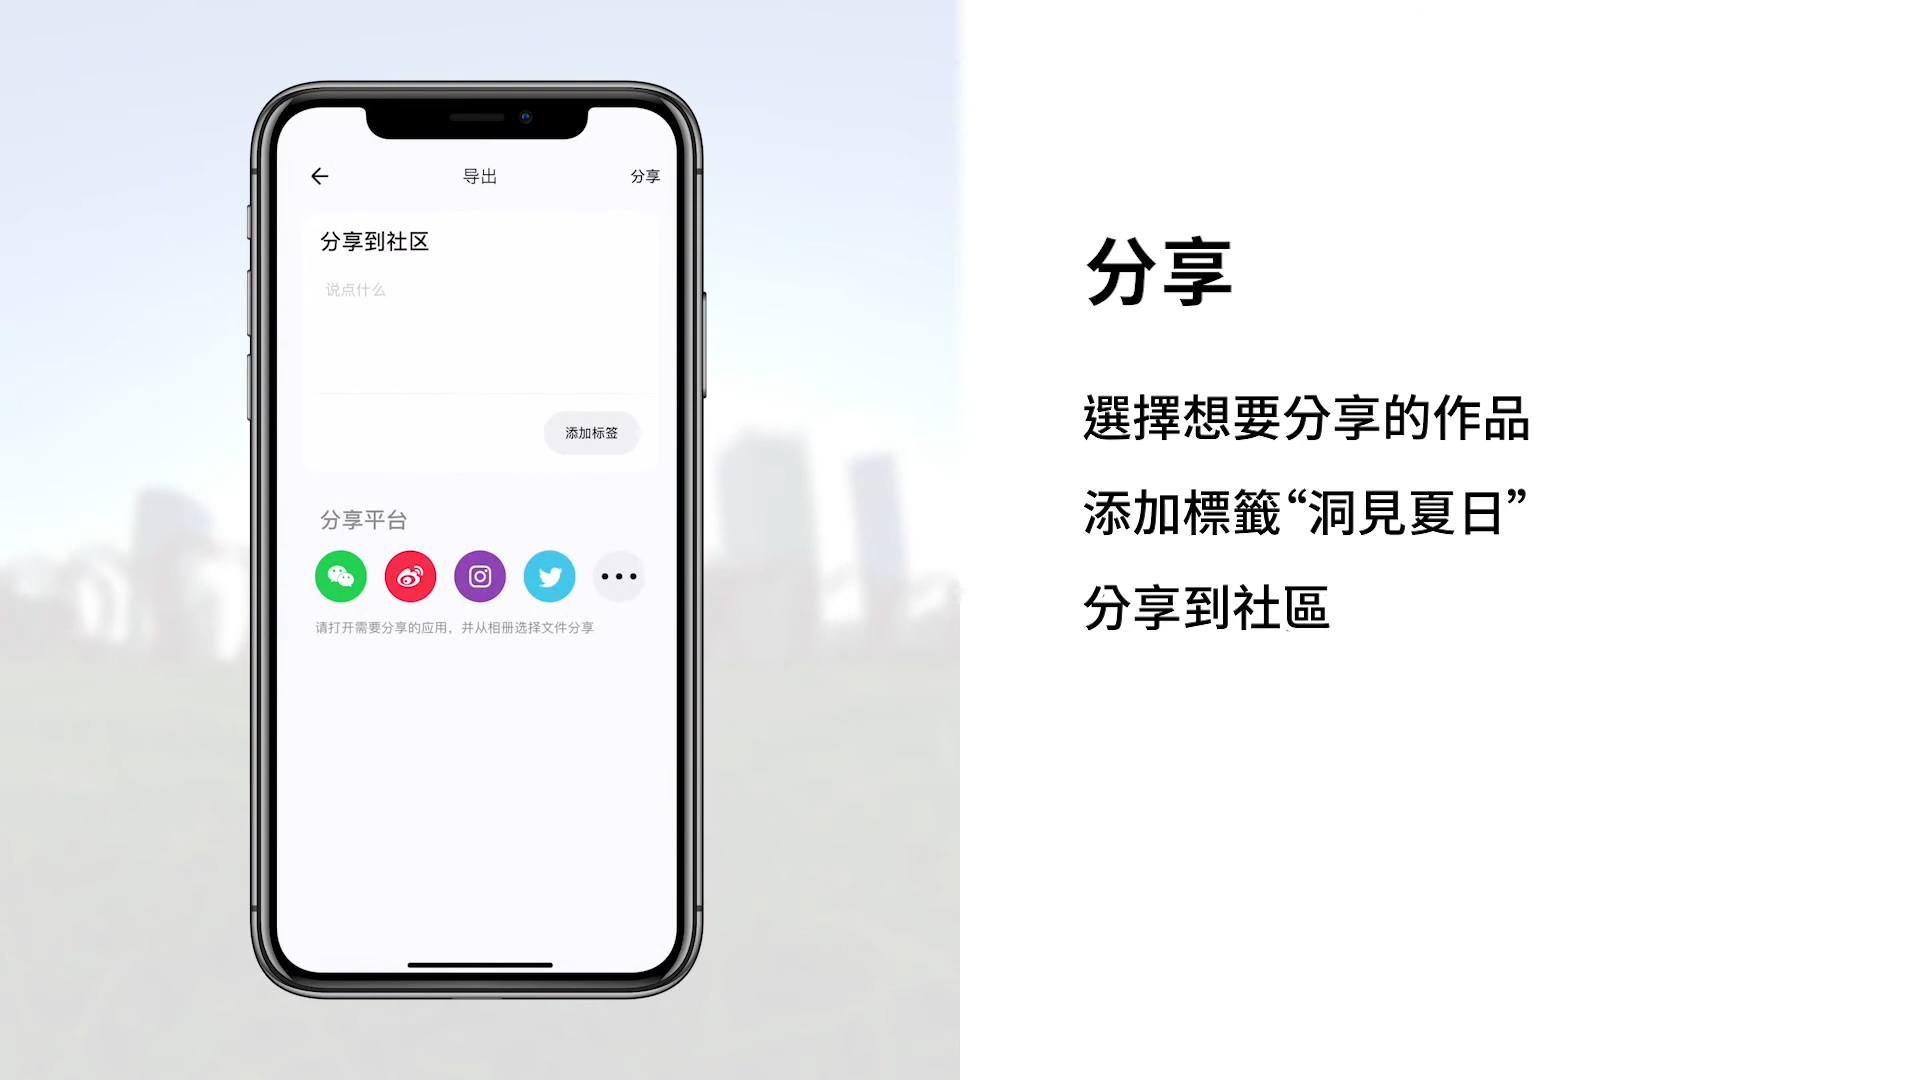 导出
分享
分享到社区
说点什么
添加标签
分享平台
请打开需要分享的应用，并从相册选择文件分享
分享
選擇想要分享的作品
添加標籤“洞見夏日”
分享到社區